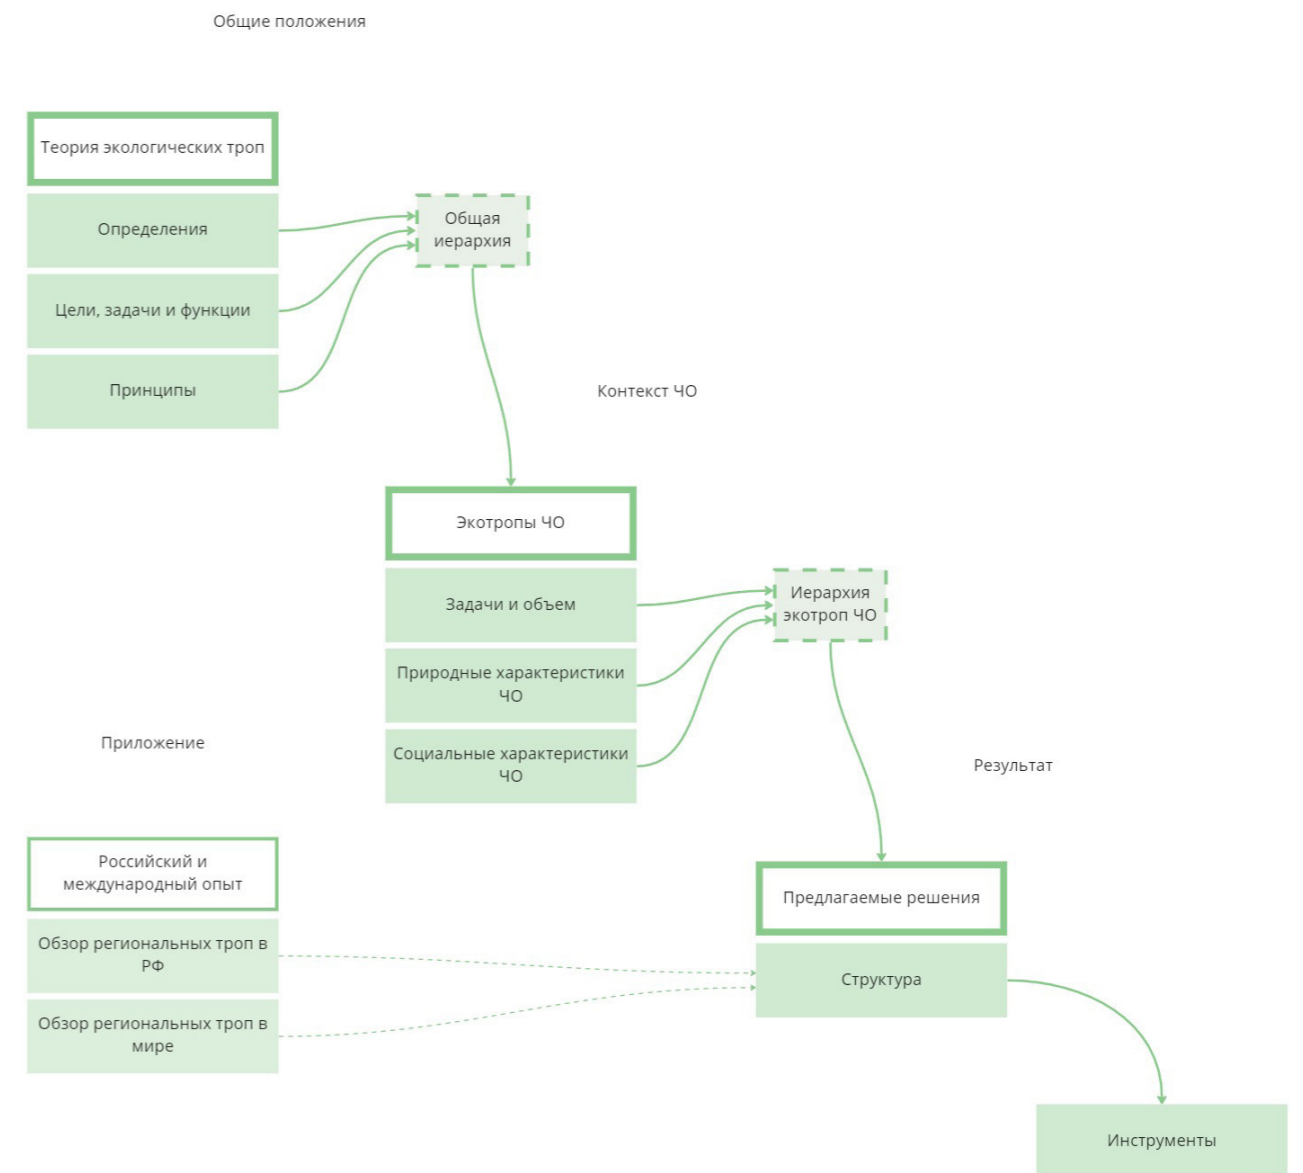 Общие положения
Теория экологических троп
Определения
Цели, задачи и функции
Принципы
Общая
иерархия
Контекст ЧО
Экотропы ЧО
Задачи и объем
Природные характеристики
ЧО
Социальные характеристики
ЧО
Иерархия
экотроп ЧО
Приложение
Российский и
международный опыт
Обзор региональных троп в
РФ
Обзор региональных троп в
мире
Результат
Предлагаемые решения
Структура
Инструменты